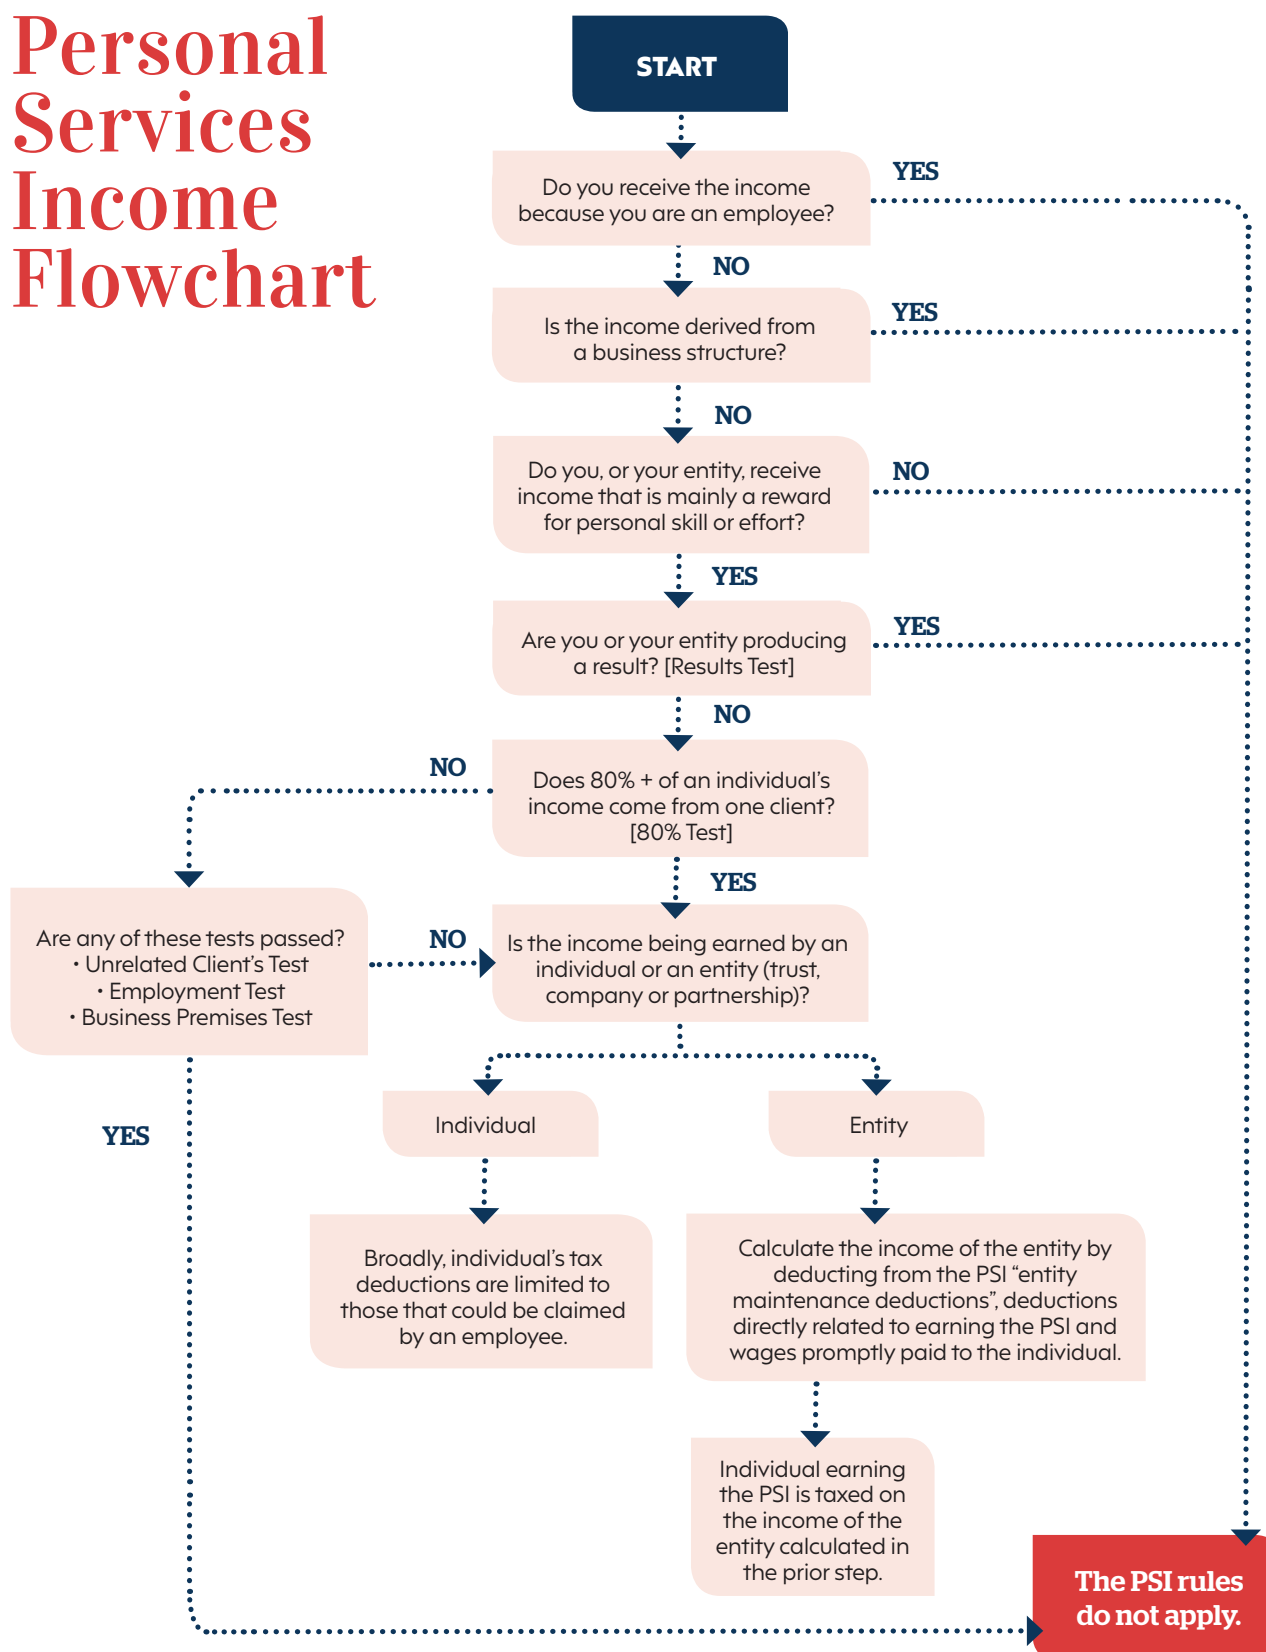 Personal
Services
Income
Flowchart
START
Do you receive the income
because you are an employee?
YES
NO
Is the income derived from
a business structure?
YES
NO
Do you, or your entity, receive
income that is mainly a reward
for personal skill or effort?
NO
YES
Are you or your entity producing
a result? [Results Test]
YES
NO
Does 80% + of an individual's
income come from one client?
[80% Test]
NO
YES
Are any of these tests passed?
• Unrelated Client's Test
• Employment Test
• Business Premises Test
NO
YES
Is the income being earned by an
individual or an entity (trust,
company or partnership)?
Individual
Entity
Broadly, individual's tax
deductions are limited to
those that could be claimed
by an employee.
Calculate the income of the entity by
deducting from the PSI “entity
maintenance deductions”, deductions
directly related to earning the PSI and
wages promptly paid to the individual.
Individual earning
the PSI is taxed on
the income of the
entity calculated in
the prior step.
The PSI rules
do not apply.